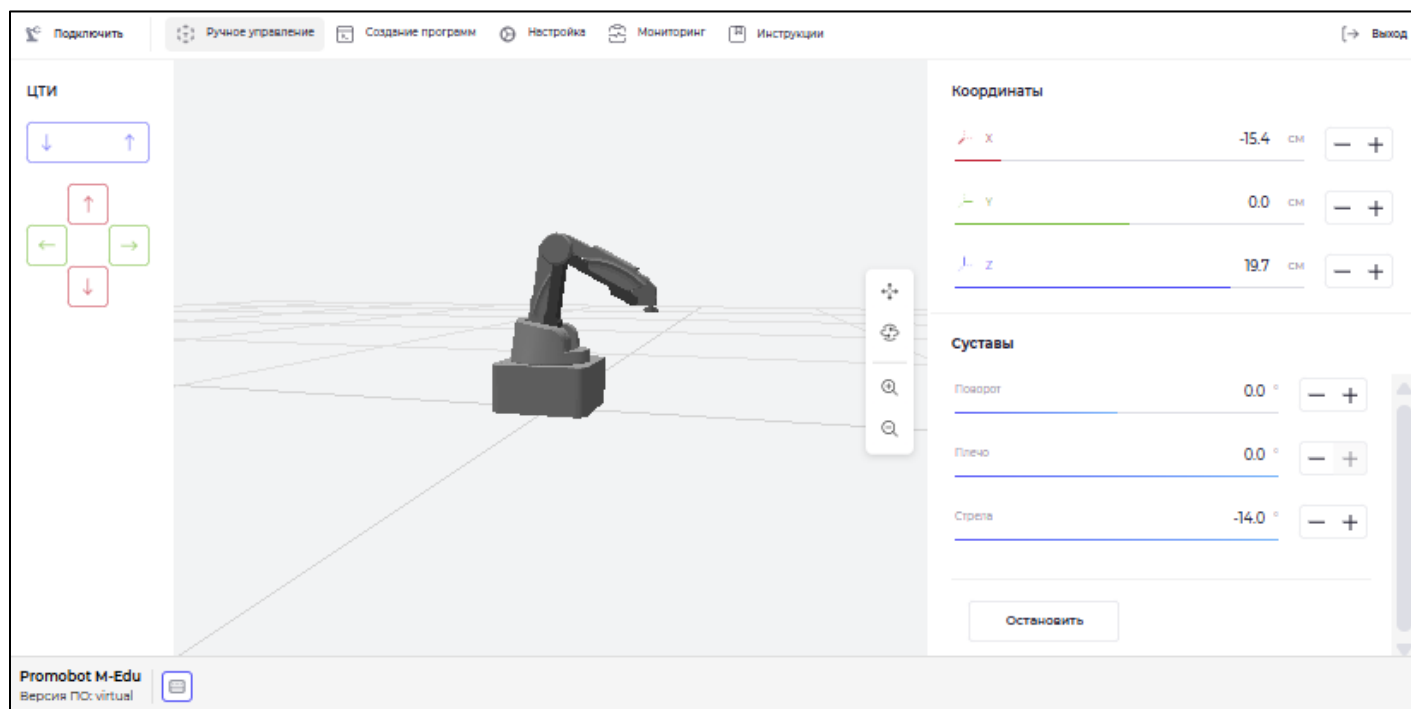 Подключить Ручное управление Создание программ Настройка Мониторинг Инструкции Выход
ЦТИ
Координаты
X -15.4 см
Y 0.0 см
Z 19.7 см
Суставы
Поворот 0.0 °
Плечо 0.0 °
Стрела -14.0 °
Остановить
Promobot M-Edu
Версия ПО: virtual